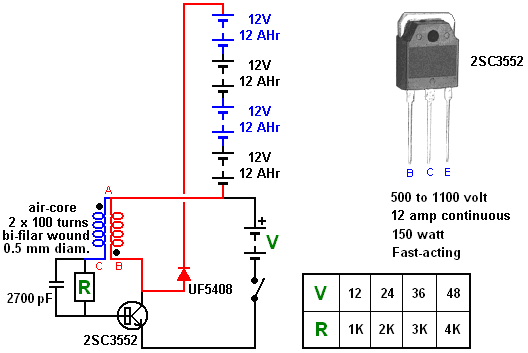 12V
12 AHr
12V
12 AHr
12V
12 AHr
12V
12 AHr
2SC3552
B C E
500 to 1100 volt
12 amp continuous
150 watt
Fast-acting
A
air-core
2 x 100 turns
bi-filar wound
0.5 mm diam.
C B
+
V
R
2700 pF
UF5408
2SC3552
V 12 24 36 48
R 1K 2K 3K 4K